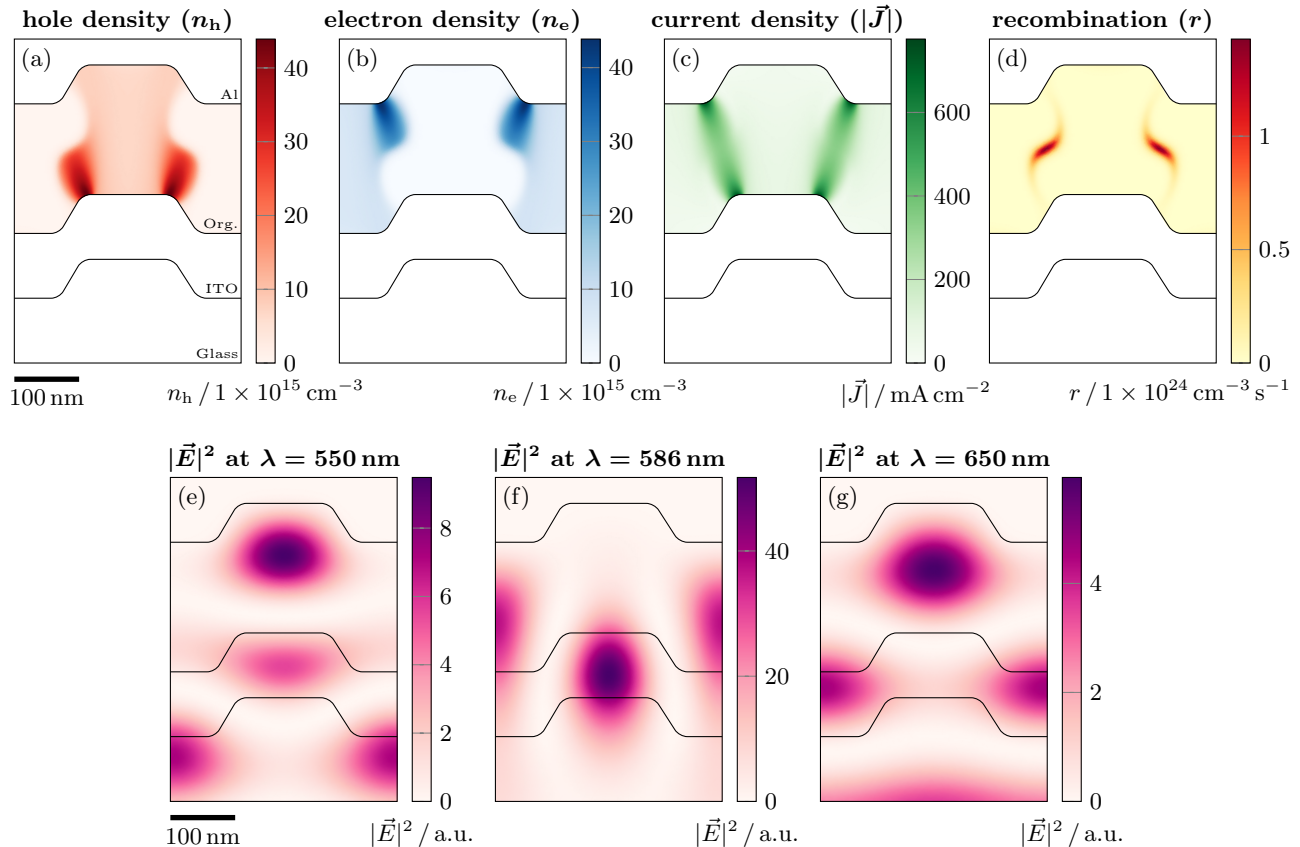 hole density (n_h)
electron density (n_e)
current density (|J⃗|)
recombination (r)
(a)
Al
Org.
ITO
Glass
40
30
20
10
0
(b)
40
30
20
10
0
(c)
600
400
200
0
(d)
1
0.5
0
100 nm
n_h / 1 × 10^15 cm^−3
n_e / 1 × 10^15 cm^−3
|J⃗| / mA cm^−2
r / 1 × 10^24 cm^−3 s^−1
|E⃗|² at λ = 550 nm
|E⃗|² at λ = 586 nm
|E⃗|² at λ = 650 nm
(e)
8
6
4
2
0
(f)
40
20
0
(g)
4
2
0
100 nm
|E⃗|² / a.u.
|E⃗|² / a.u.
|E⃗|² / a.u.